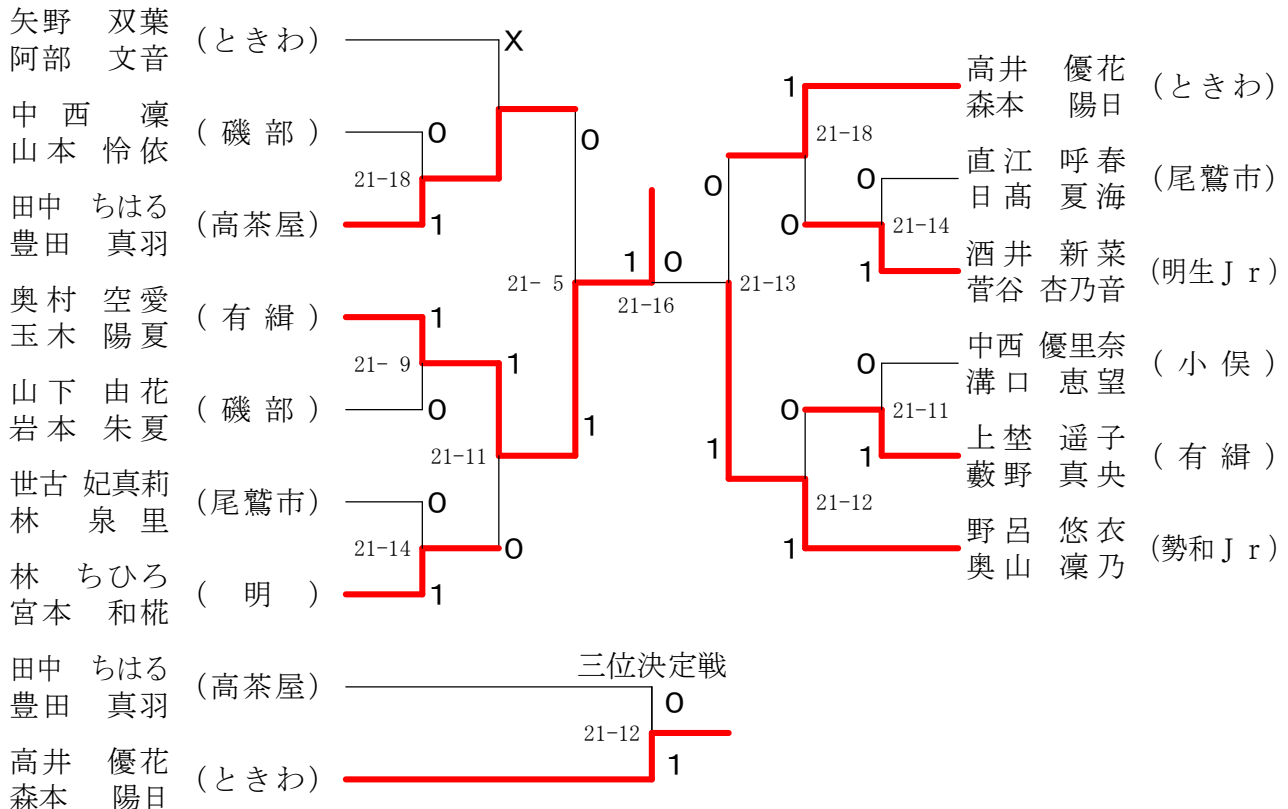 矢野 双葉
阿部 文音
(ときわ)
X
中西 凜
山本 怜依
(磯部)
0
21-18
田中 ちはる
豊田 真羽
(高茶屋)
1
0
奥村 空愛
玉木 陽夏
(有緝)
1
21- 9
1
山下 由花
岩本 朱夏
(磯部)
0
21-11
世古 妃真莉
林 泉里
(尾鷲市)
0
21-14
0
林 ちひろ
宮本 和椛
(明)
1
21- 5
1
1
0
21-16
高井 優花
森本 陽日
(ときわ)
1
21-18
0
直江 呼春
日髙 夏海
(尾鷲市)
0
21-14
0
酒井 新菜
菅谷 杏乃音
(明生Jr)
1
21-13
中西 優里奈
溝口 恵望
(小俣)
0
21-11
0
上埜 遥子
藪野 真央
(有緝)
1
1
21-12
野呂 悠衣
奥山 凜乃
(勢和Jr)
1
三位決定戦
田中 ちはる
豊田 真羽
(高茶屋)
0
21-12
高井 優花
森本 陽日
(ときわ)
1